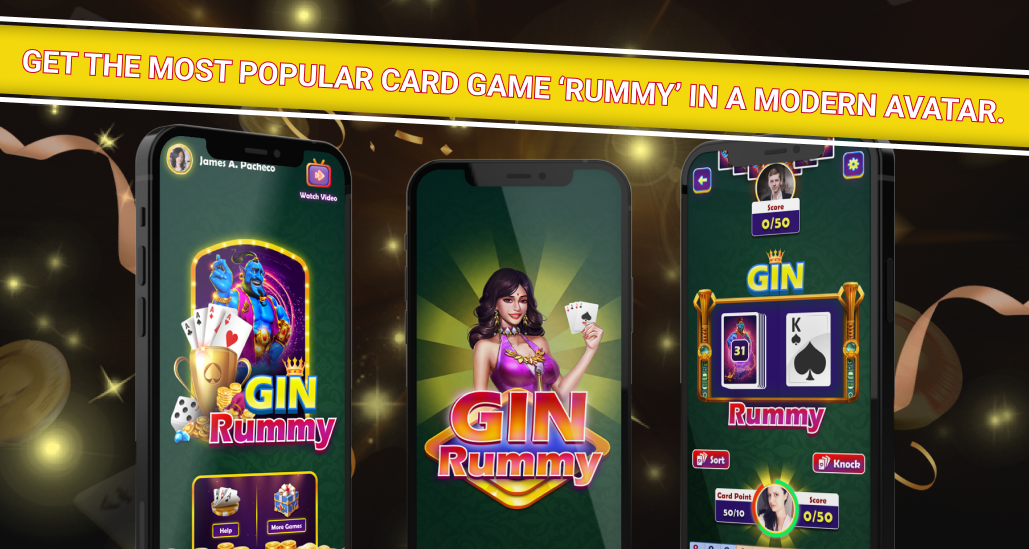 GET THE MOST POPULAR CARD GAME ‘RUMMY’ IN A MODERN AVATAR.
James A. Pacheco
Watch Video
GIN
Rummy
Help
More Games
GIN
Rummy
Score
0/50
GIN
31
K
Rummy
Sort
Knock
Card Point
50/10
Score
0/50